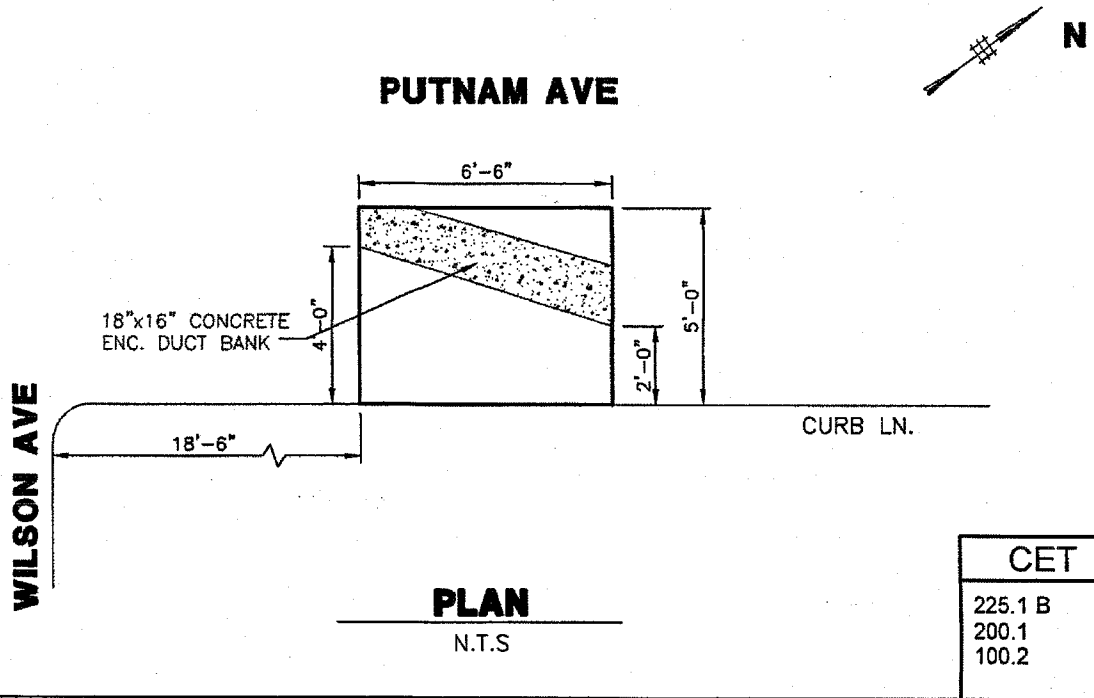 N
PUTNAM AVE
6'-6"
18"x16" CONCRETE
ENC. DUCT BANK
4'-0"
2'-0"
5'-0"
CURB LN.
18'-6"
WILSON AVE
PLAN
N.T.S
CET
225.1 B
200.1
100.2